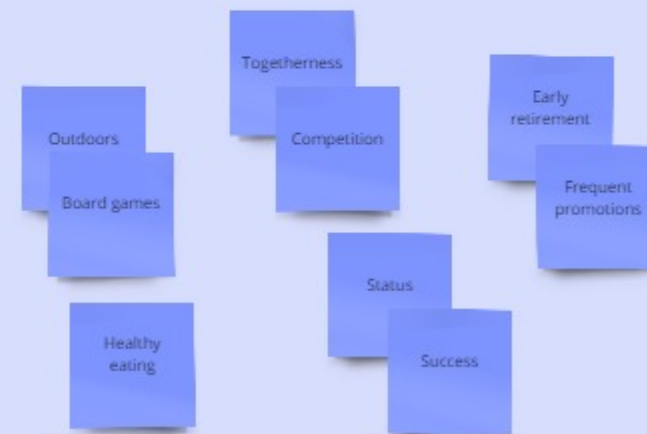 Togetherness
Competition
Outdoors
Board games
Early
retirement
Frequent
promotions
Status
Success
Healthy
eating